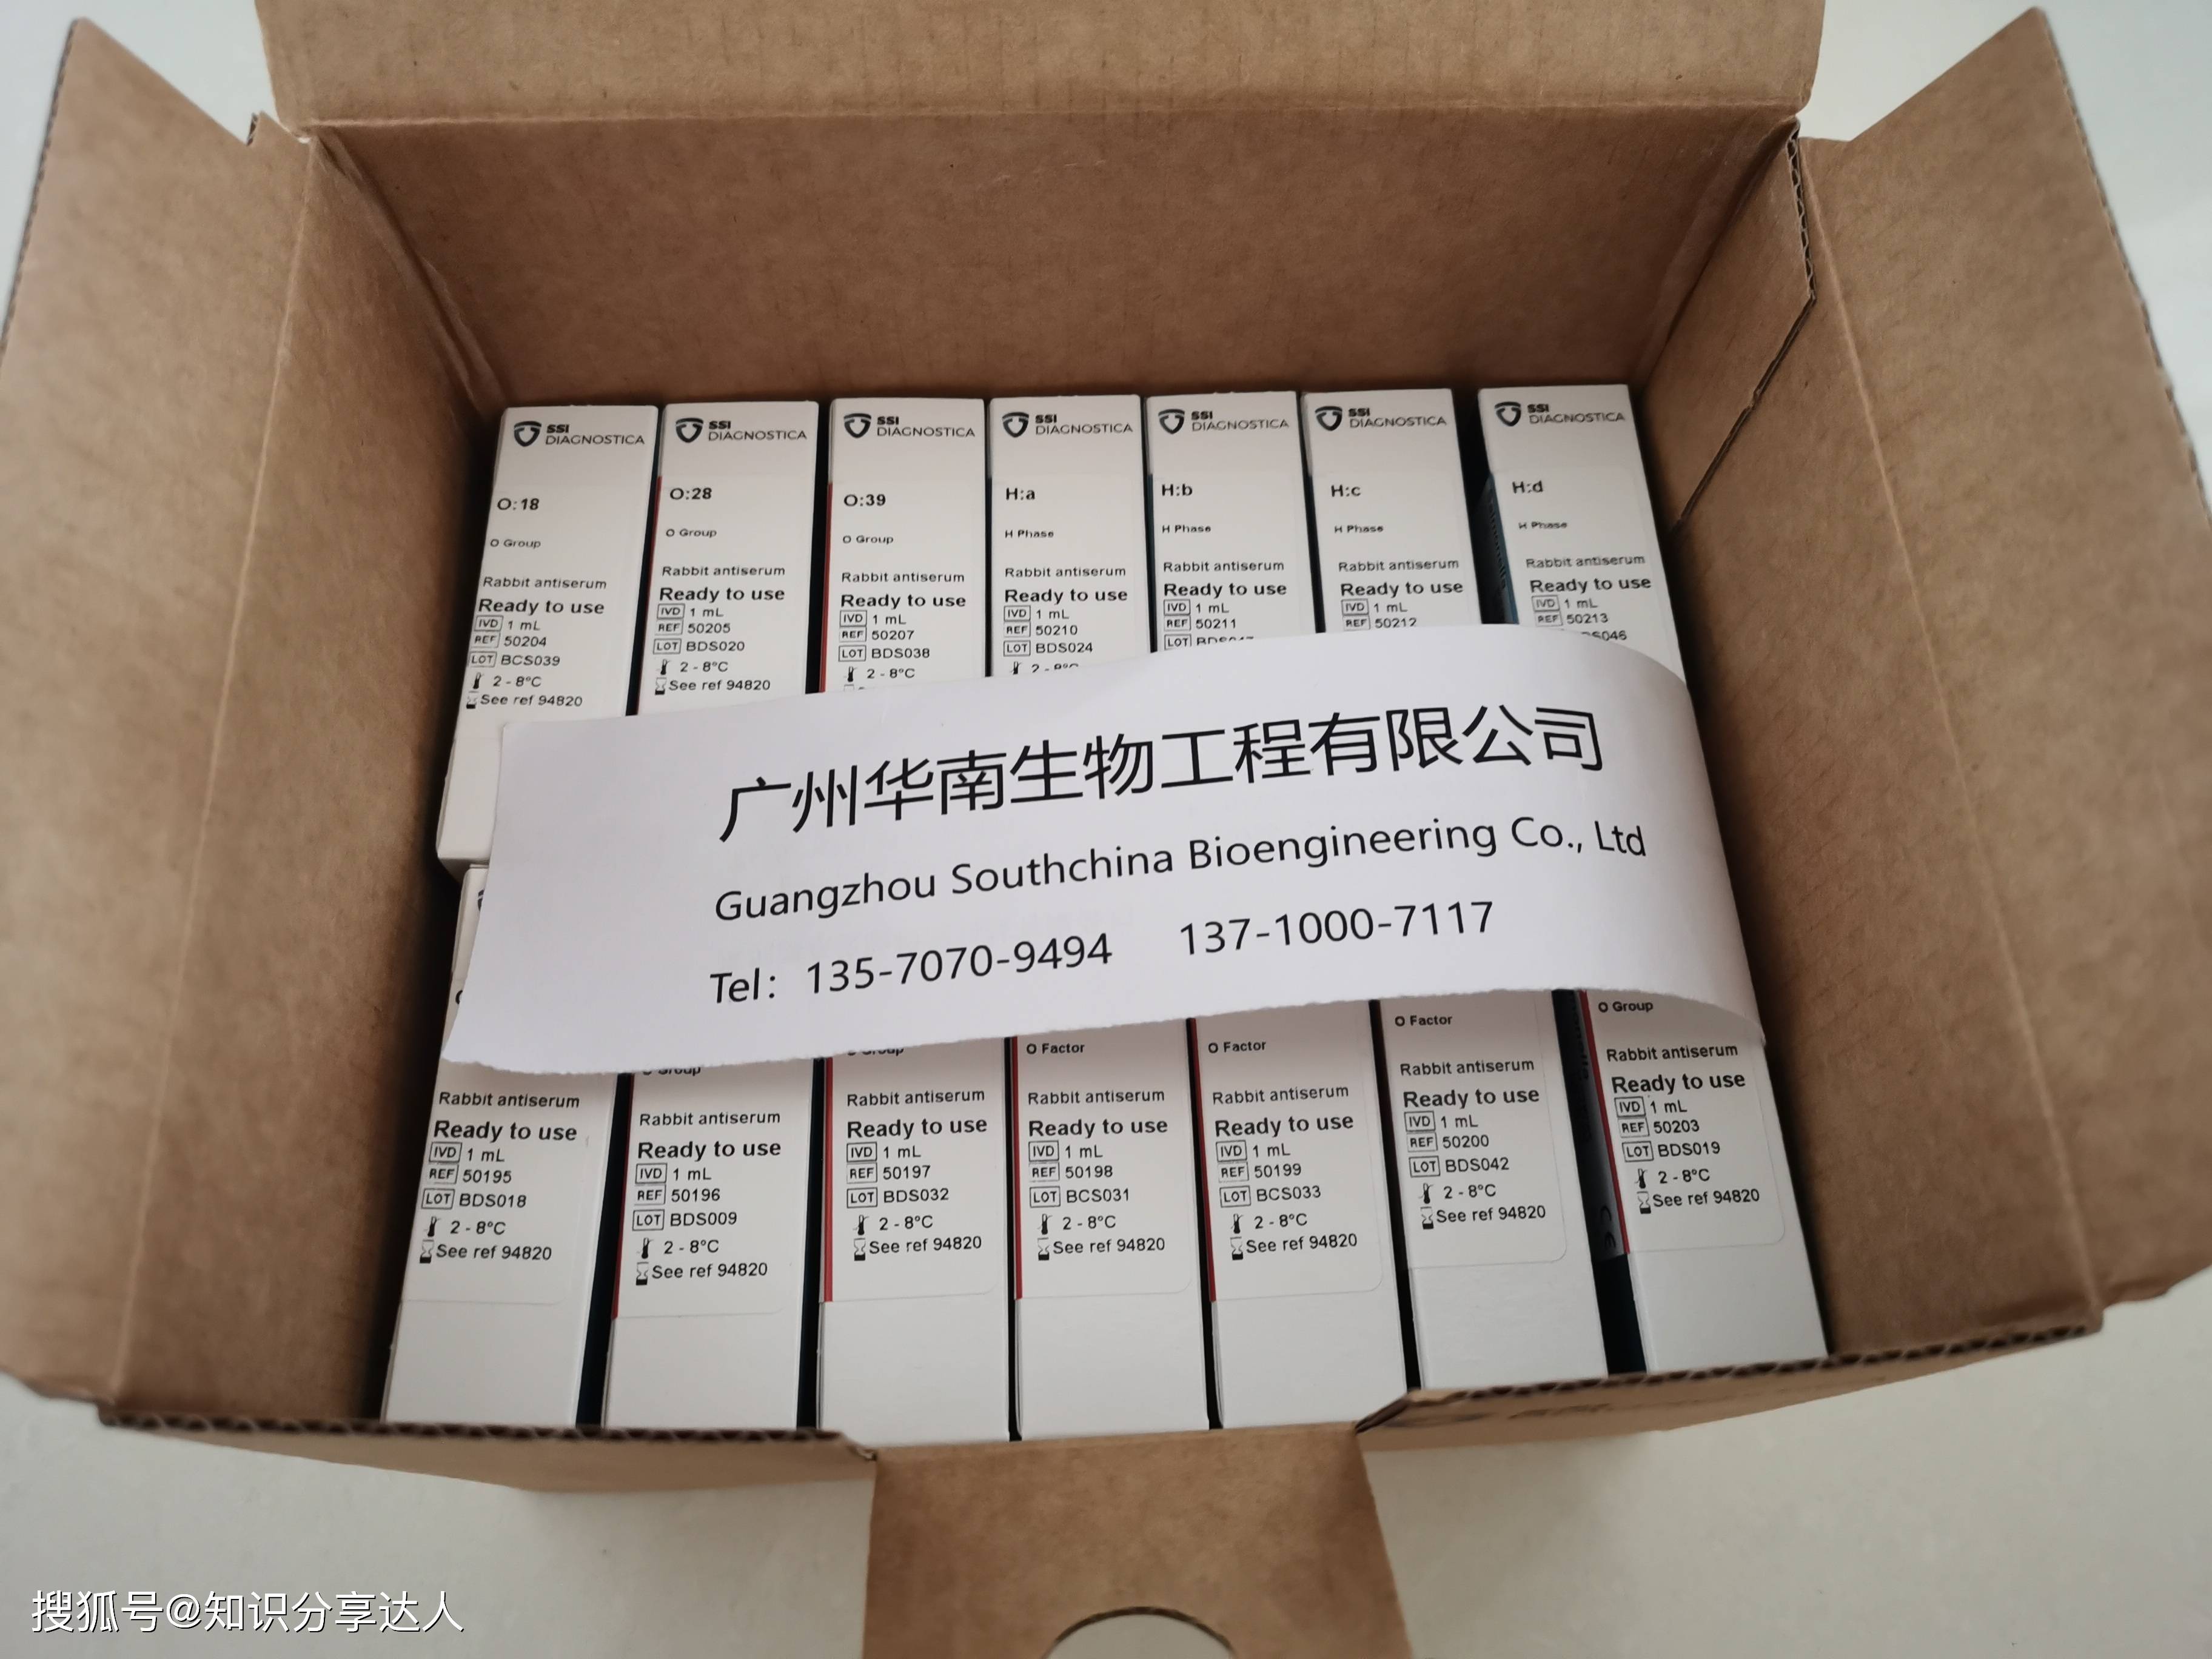 SSI
DIAGNOSTICA
O:18
O Group
Rabbit antiserum
Ready to use
IVD 1 mL
REF 50204
LOT BCS039
2 - 8°C
See ref 94820
SSI
DIAGNOSTICA
O:28
O Group
Rabbit antiserum
Ready to use
IVD 1 mL
REF 50205
LOT BDS020
2 - 8°C
See ref 94820
SSI
DIAGNOSTICA
O:39
O Group
Rabbit antiserum
Ready to use
IVD 1 mL
REF 50207
LOT BDS038
2 - 8°C
SSI
DIAGNOSTICA
H:a
H Phase
Rabbit antiserum
Ready to use
IVD 1 mL
REF 50210
LOT BDS024
SSI
DIAGNOSTICA
H:b
H Phase
Rabbit antiserum
Ready to use
IVD 1 mL
REF 50211
LOT
SSI
DIAGNOSTICA
H:c
H Phase
Rabbit antiserum
Ready to use
IVD 1 mL
REF 50212
SSI
DIAGNOSTICA
H:d
H Phase
Rabbit antiserum
Ready to use
IVD 1 mL
REF 50213
广州华南生物工程有限公司
Guangzhou Southchina Bioengineering Co., Ltd
Tel: 135-7070-9494 137-1000-7117
Rabbit antiserum
Ready to use
IVD 1 mL
REF 50195
LOT BDS018
2 - 8°C
See ref 94820
Rabbit antiserum
Ready to use
IVD 1 mL
REF 50196
LOT BDS009
2 - 8°C
See ref 94820
Rabbit antiserum
Ready to use
IVD 1 mL
REF 50197
LOT BDS032
2 - 8°C
See ref 94820
O Factor
Rabbit antiserum
Ready to use
IVD 1 mL
REF 50198
LOT BCS031
2 - 8°C
See ref 94820
O Factor
Rabbit antiserum
Ready to use
IVD 1 mL
REF 50199
LOT BCS033
2 - 8°C
See ref 94820
O Factor
Rabbit antiserum
Ready to use
IVD 1 mL
REF 50200
LOT BDS042
2 - 8°C
See ref 94820
O Group
Rabbit antiserum
Ready to use
IVD 1 mL
REF 50203
LOT BDS019
2 - 8°C
See ref 94820
搜狐号@知识分享达人